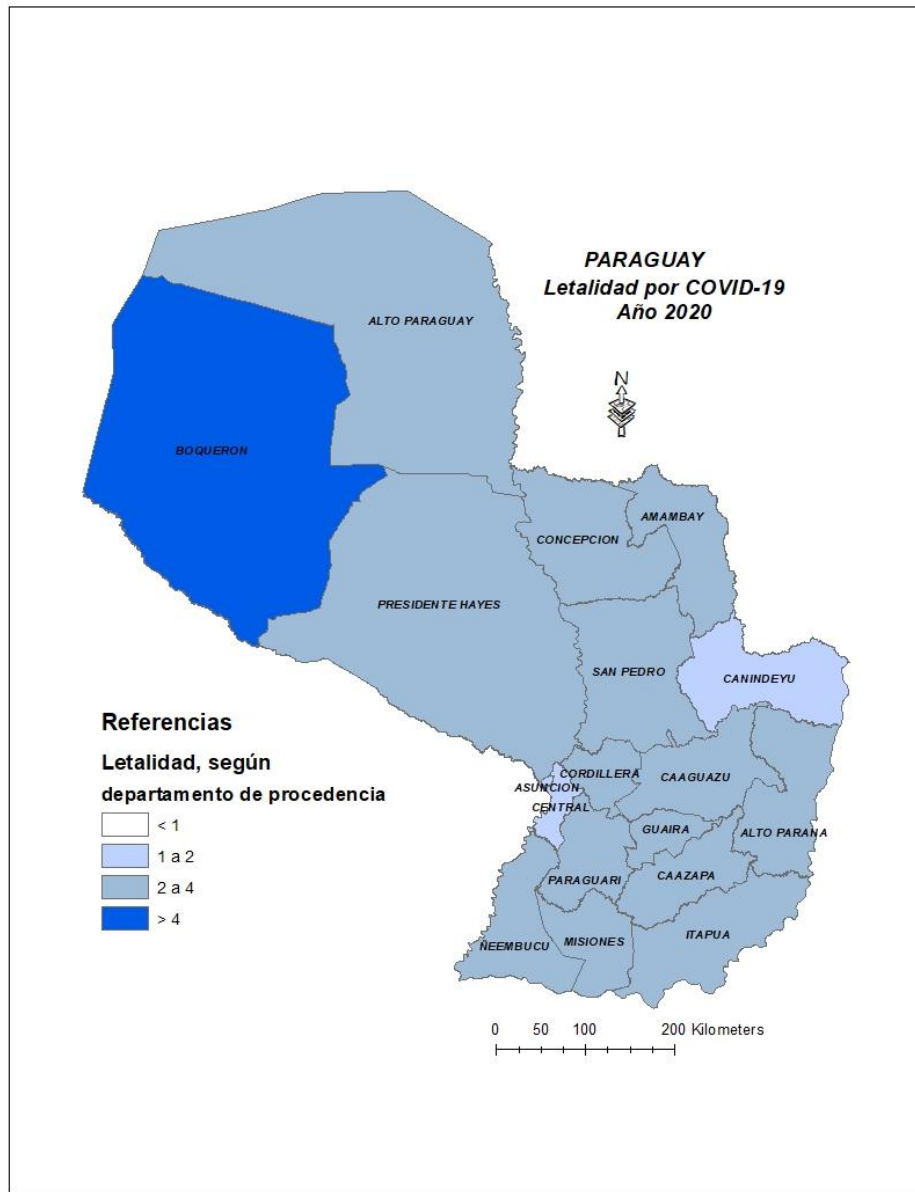 PARAGUAY
Letalidad por COVID-19
Año 2020
N
ALTO PARAGUAY
BOQUERON
AMAMBAY
CONCEPCION
PRESIDENTE HAYES
SAN PEDRO
CANINDEYU
CORDILLERA
CAAGUAZU
ASUNCION
CENTRAL
GUAIRA
ALTO PARANA
PARAGUARI
CAAZAPA
ITAPUA
ÑEEMBUCU
MISIONES
Referencias
Letalidad, según
departamento de procedencia
< 1
1 a 2
2 a 4
> 4
0 50 100 200 Kilometers